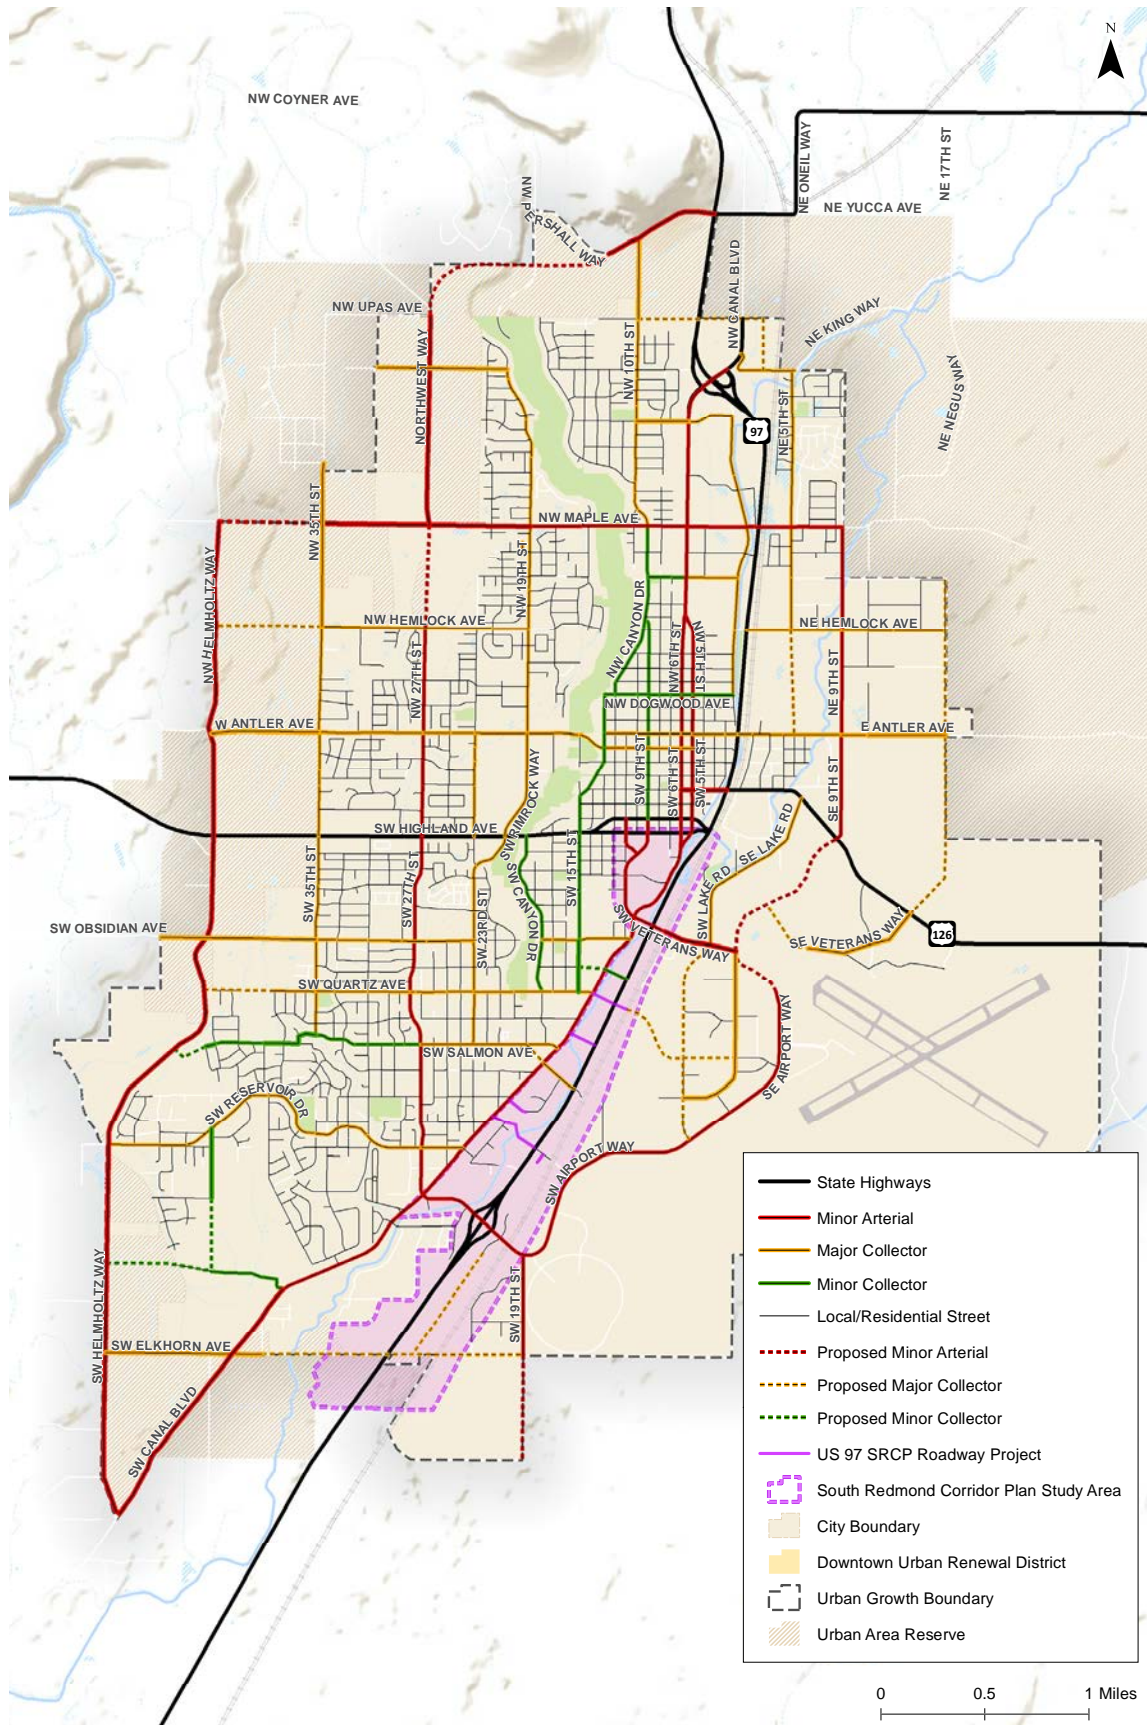 N
NW COYNER AVE
NE ONEIL WAY
NE 17TH ST
NE YUCCA AVE
NW PERSHALL WAY
NW CANAL BLVD
NW UPAS AVE
NE KING WAY
NORTHWEST WAY
NW 10TH ST
NE NEGUS WAY
NE 5TH ST
97
NW 35TH ST
NW MAPLE AVE
NW HELMHOLTZ WAY
NW 19TH ST
NW CANYON DR
NW HEMLOCK AVE
NE HEMLOCK AVE
NW 27TH ST
NW 6TH ST
NW 5TH ST
NE 9TH ST
NW DOGWOOD AVE
W ANTLER AVE
E ANTLER AVE
SW 9TH ST
SW 6TH ST
SW 5TH ST
SW RIMROCK WAY
SE 9TH ST
SW HIGHLAND AVE
SE LAKE RD
SW 35TH ST
SW 27TH ST
SW 15TH ST
SW CANYON DR
SW LAKE RD
SW 23RD ST
SW OBSIDIAN AVE
SW VETERANS WAY
SE VETERANS WAY
126
SW QUARTZ AVE
SE AIRPORT WAY
SW SALMON AVE
SW RESERVOIR DR
SW AIRPORT WAY
SW HELMHOLTZ WAY
SW 19TH ST
SW ELKHORN AVE
SW CANAL BLVD
State Highways
Minor Arterial
Major Collector
Minor Collector
Local/Residential Street
Proposed Minor Arterial
Proposed Major Collector
Proposed Minor Collector
US 97 SRCP Roadway Project
South Redmond Corridor Plan Study Area
City Boundary
Downtown Urban Renewal District
Urban Growth Boundary
Urban Area Reserve
0 0.5 1 Miles